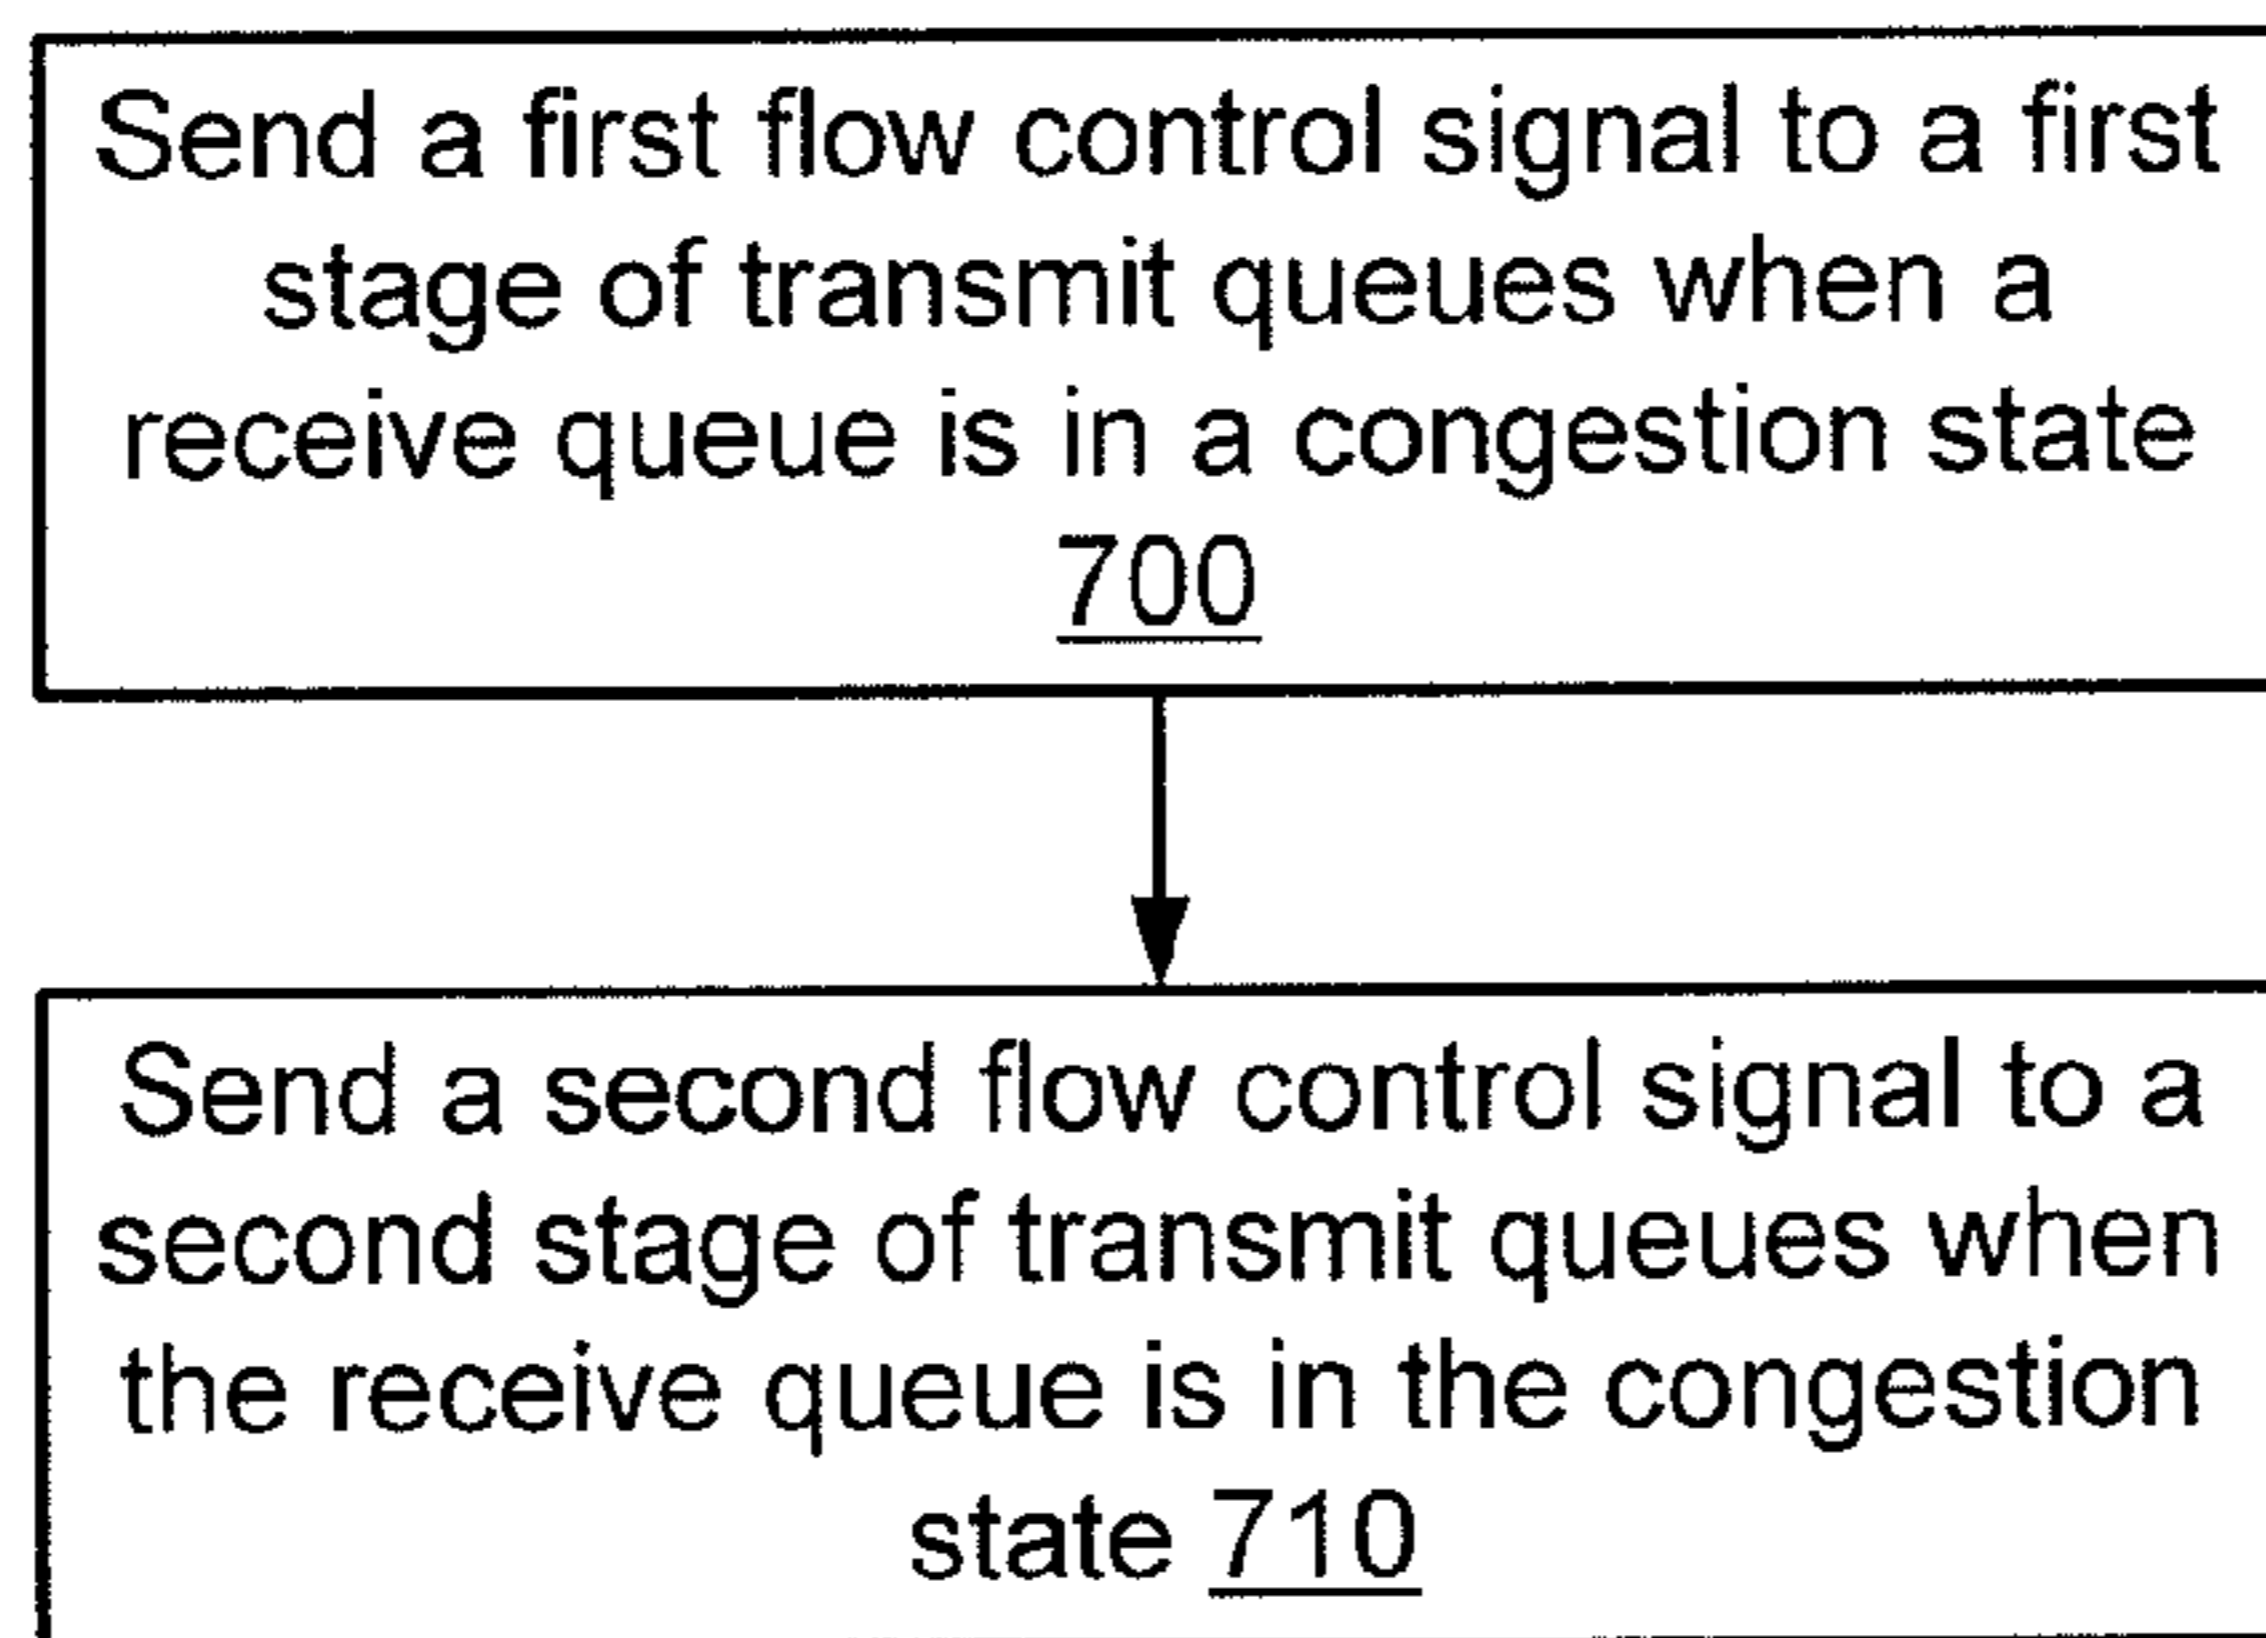 Send a first flow control signal to a first
stage of transmit queues when a
receive queue is in a congestion state
700
Send a second flow control signal to a
second stage of transmit queues when
the receive queue is in the congestion
state 710